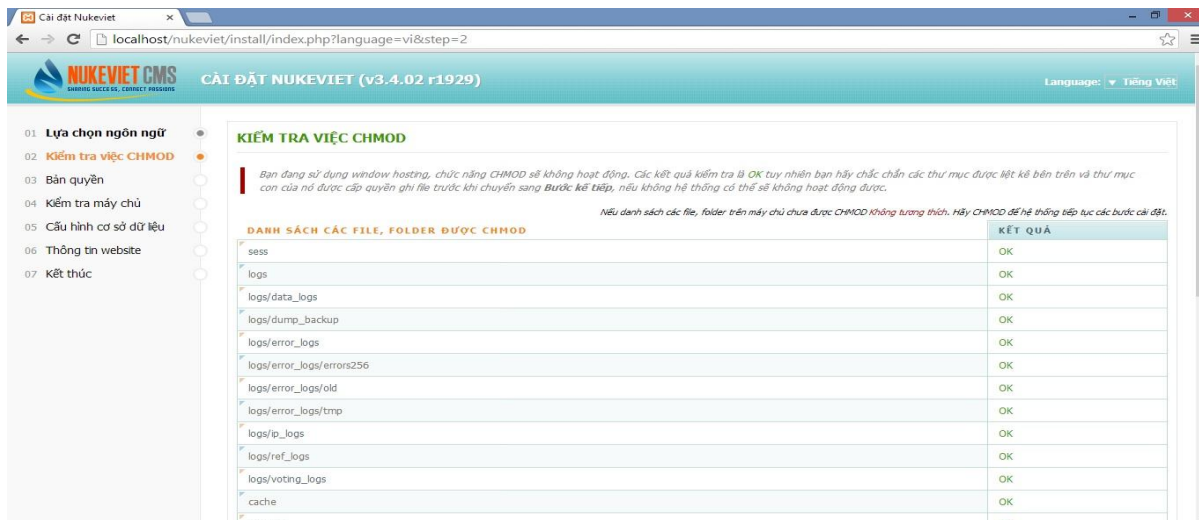 Cài đặt Nukeviet
localhost/nukeviet/install/index.php?language=vi&step=2
NUKEVIET CMS
SHARING SUCCESS, CONNECT PASSIONS
CÀI ĐẶT NUKEVIET (v3.4.02 r1929)
Language: Tiếng Việt
01 Lựa chọn ngôn ngữ
02 Kiểm tra việc CHMOD
03 Bản quyền
04 Kiểm tra máy chủ
05 Cấu hình cơ sở dữ liệu
06 Thông tin website
07 Kết thúc
KIỂM TRA VIỆC CHMOD
Bạn đang sử dụng window hosting, chức năng CHMOD sẽ không hoạt động. Các kết quả kiểm tra là OK tuy nhiên bạn hãy chắc chắn các thư mục được liệt kê bên trên và thư mục
con của nó được cấp quyền ghi file trước khi chuyển sang Bước kế tiếp, nếu không hệ thống có thể sẽ không hoạt động được.
Nếu danh sách các file, folder trên máy chủ chưa được CHMOD Không tương thích. Hãy CHMOD để hệ thống tiếp tục các bước cài đặt.
DANH SÁCH CÁC FILE, FOLDER ĐƯỢC CHMOD KẾT QUẢ
sess OK
logs OK
logs/data_logs OK
logs/dump_backup OK
logs/error_logs OK
logs/error_logs/errors256 OK
logs/error_logs/old OK
logs/error_logs/tmp OK
logs/ip_logs OK
logs/ref_logs OK
logs/voting_logs OK
cache OK